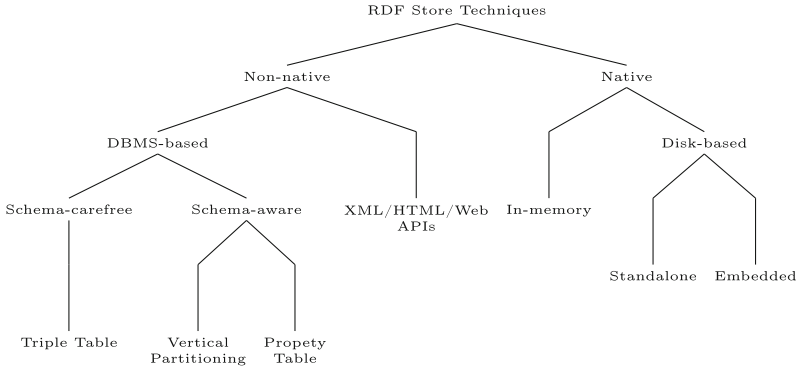 RDF Store Techniques
Non-native
Native
DBMS-based
Disk-based
Schema-carefree
Schema-aware
XML/HTML/Web
APIs
In-memory
Standalone
Embedded
Triple Table
Vertical
Partitioning
Propety
Table